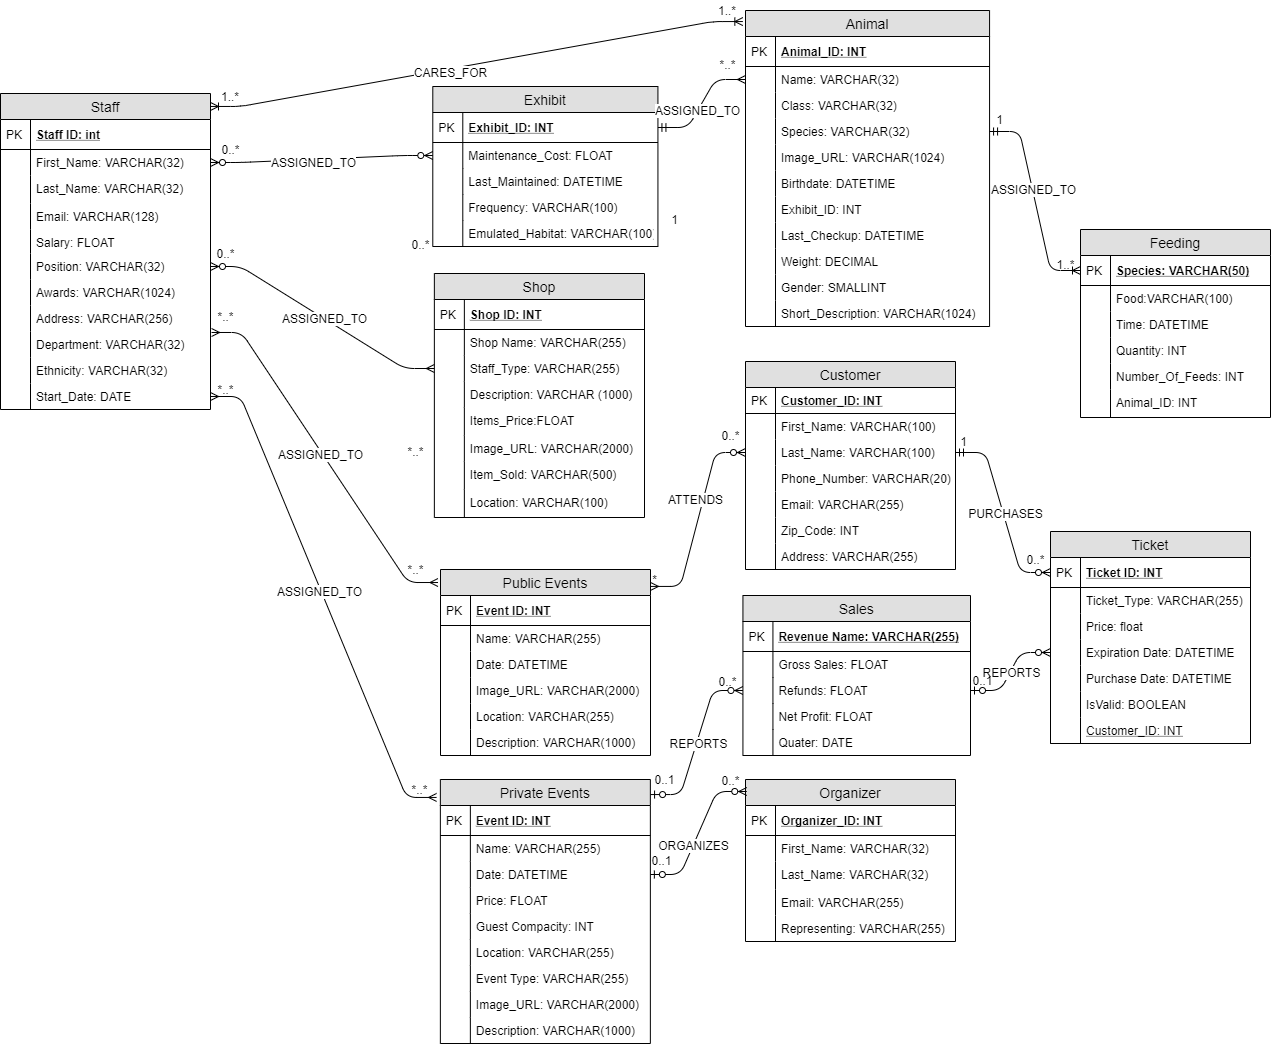 Staff
PK Staff ID: int
First_Name: VARCHAR(32)
Last_Name: VARCHAR(32)
Email: VARCHAR(128)
Salary: FLOAT
Position: VARCHAR(32)
Awards: VARCHAR(1024)
Address: VARCHAR(256)
Department: VARCHAR(32)
Ethnicity: VARCHAR(32)
Start_Date: DATE
1..*
CARES_FOR
1..*
0..*
ASSIGNED_TO
0..*
0..*
ASSIGNED_TO
*..*
ASSIGNED_TO
*..*
*..*
ASSIGNED_TO
*..*
*..*
Exhibit
PK Exhibit_ID: INT
Maintenance_Cost: FLOAT
Last_Maintained: DATETIME
Frequency: VARCHAR(100)
Emulated_Habitat: VARCHAR(100)
ASSIGNED_TO
*..*
1
Shop
PK Shop ID: INT
Shop Name: VARCHAR(255)
Staff_Type: VARCHAR(255)
Description: VARCHAR (1000)
Items_Price:FLOAT
Image_URL: VARCHAR(2000)
Item_Sold: VARCHAR(500)
Location: VARCHAR(100)
Public Events
PK Event ID: INT
Name: VARCHAR(255)
Date: DATETIME
Image_URL: VARCHAR(2000)
Location: VARCHAR(255)
Description: VARCHAR(1000)
*
ATTENDS
0..*
Private Events
PK Event ID: INT
Name: VARCHAR(255)
Date: DATETIME
Price: FLOAT
Guest Compacity: INT
Location: VARCHAR(255)
Event Type: VARCHAR(255)
Image_URL: VARCHAR(2000)
Description: VARCHAR(1000)
0..1
REPORTS
0..*
0..1
ORGANIZES
0..*
Animal
PK Animal_ID: INT
Name: VARCHAR(32)
Class: VARCHAR(32)
Species: VARCHAR(32)
Image_URL: VARCHAR(1024)
Birthdate: DATETIME
Exhibit_ID: INT
Last_Checkup: DATETIME
Weight: DECIMAL
Gender: SMALLINT
Short_Description: VARCHAR(1024)
1
ASSIGNED_TO
1..*
Feeding
PK Species: VARCHAR(50)
Food:VARCHAR(100)
Time: DATETIME
Quantity: INT
Number_Of_Feeds: INT
Animal_ID: INT
Customer
PK Customer_ID: INT
First_Name: VARCHAR(100)
Last_Name: VARCHAR(100)
Phone_Number: VARCHAR(20)
Email: VARCHAR(255)
Zip_Code: INT
Address: VARCHAR(255)
1
PURCHASES
0..*
Sales
PK Revenue Name: VARCHAR(255)
Gross Sales: FLOAT
Refunds: FLOAT
Net Profit: FLOAT
Quater: DATE
0..1
REPORTS
Ticket
PK Ticket ID: INT
Ticket_Type: VARCHAR(255)
Price: float
Expiration Date: DATETIME
Purchase Date: DATETIME
IsValid: BOOLEAN
Customer_ID: INT
Organizer
PK Organizer_ID: INT
First_Name: VARCHAR(32)
Last_Name: VARCHAR(32)
Email: VARCHAR(255)
Representing: VARCHAR(255)